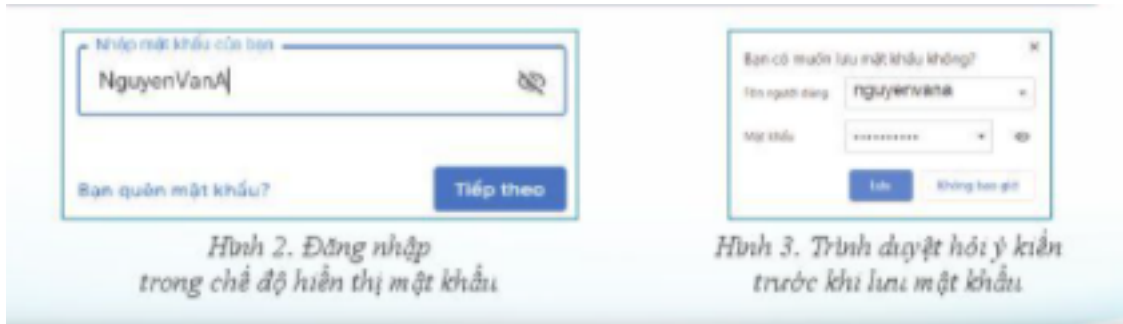 Nhập mật khẩu của bạn
NguyenVanA
Bạn quên mật khẩu?
Tiếp theo
Hình 2. Đăng nhập
trong chế độ hiển thị mật khẩu
Bạn có muốn lưu mật khẩu không?
Tên người dùng nguyenvana
Mật khẩu ••••••••••
Lưu Không bao giờ
Hình 3. Trình duyệt hỏi ý kiến
trước khi lưu mật khẩu